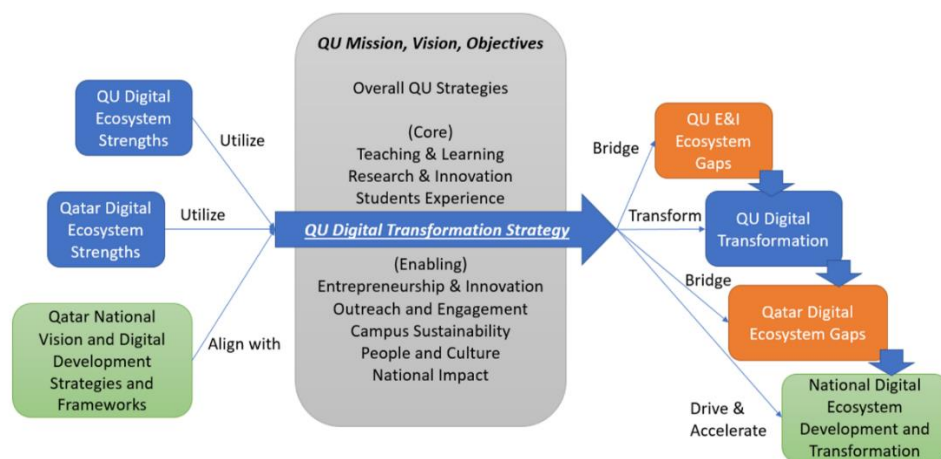 QU Digital
Ecosystem
Strengths
Utilize
Qatar Digital
Ecosystem
Strengths
Utilize
Qatar National
Vision and Digital
Development
Strategies and
Frameworks
Align with
QU Mission, Vision, Objectives
Overall QU Strategies
(Core)
Teaching & Learning
Research & Innovation
Students Experience
QU Digital Transformation Strategy
(Enabling)
Entrepreneurship & Innovation
Outreach and Engagement
Campus Sustainability
People and Culture
National Impact
Bridge
QU E&I
Ecosystem
Gaps
Transform
QU Digital
Transformation
Bridge
Qatar Digital
Ecosystem Gaps
Drive &
Accelerate
National Digital
Ecosystem
Development and
Transformation